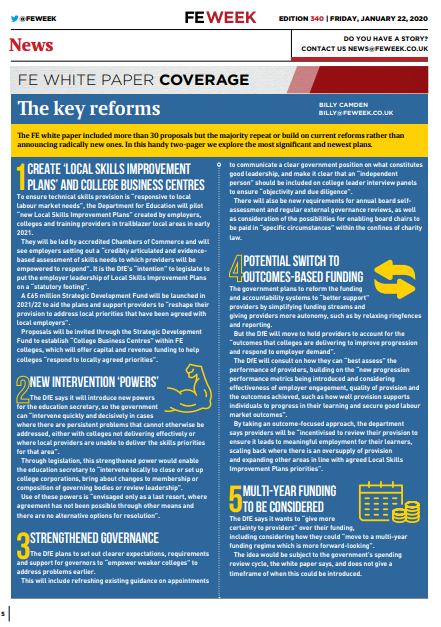 @FEWEEK
FEWEEK
EDITION 340 | FRIDAY, JANUARY 22, 2020
News
DO YOU HAVE A STORY?
CONTACT US NEWS@FEWEEK.CO.UK
FE WHITE PAPER COVERAGE
The key reforms
BILLY CAMDEN
BILLY@FEWEEK.CO.UK
The FE white paper included more than 30 proposals but the majority repeat or build on current reforms rather than
announcing radically new ones. In this handy two-pager we explore the most significant and newest plans.
1 CREATE ‘LOCAL SKILLS IMPROVEMENT
PLANS’ AND COLLEGE BUSINESS CENTRES
To ensure technical skills provision is “responsive to local
labour market needs”, the Department for Education will pilot
“new Local Skills Improvement Plans” created by employers,
colleges and training providers in trailblazer local areas in early
2021.
They will be led by accredited Chambers of Commerce and will
see employers setting out a “credibly articulated and evidence-
based assessment of skills needs to which providers will be
empowered to respond”. It is the DfE’s “intention” to legislate to
put the employer leadership of Local Skills Improvement Plans
on a “statutory footing”.
A £65 million Strategic Development Fund will be launched in
2021/22 to aid the plans and support providers to “reshape their
provision to address local priorities that have been agreed with
local employers”.
Proposals will be invited through the Strategic Development
Fund to establish “College Business Centres” within FE
colleges, which will offer capital and revenue funding to help
colleges “respond to locally agreed priorities”.
2 NEW INTERVENTION ‘POWERS’
The DfE says it will introduce new powers
for the education secretary, so the government
can “intervene quickly and decisively in cases
where there are persistent problems that cannot otherwise be
addressed, either with colleges not delivering effectively or
where local providers are unable to deliver the skills priorities
for that area”.
Through legislation, this strengthened power would enable
the education secretary to “intervene locally to close or set up
college corporations, bring about changes to membership or
composition of governing bodies or review leadership”.
Use of these powers is “envisaged only as a last resort, where
agreement has not been possible through other means and
there are no alternative options for resolution”.
3 STRENGTHENED GOVERNANCE
The DfE plans to set out clearer expectations, requirements
and support for governors to “empower weaker colleges” to
address problems earlier.
This will include refreshing existing guidance on appointments
to communicate a clear government position on what constitutes
good leadership, and make it clear that an “independent
person” should be included on college leader interview panels
to ensure “objectivity and due diligence”.
There will also be new requirements for annual board self-
assessment and regular external governance reviews, as well
as consideration of the possibilities for enabling board chairs to
be paid in “specific circumstances” within the confines of charity
law.
4 POTENTIAL SWITCH TO
OUTCOMES-BASED FUNDING
The government plans to reform the funding
and accountability systems to “better support”
providers by simplifying funding streams and
giving providers more autonomy, such as relaxing ringfences
and reporting.
But the DfE will move to hold providers to account for the
“outcomes that colleges are delivering to improve progression
and respond to employer demand”.
The DfE will consult on how they can “best assess” the
performance of providers, building on the “new progression
performance metrics being introduced and considering
effectiveness of employer engagement, quality of provision and
the outcomes achieved, such as how well provision supports
individuals to progress in their learning and secure good labour
market outcomes”.
By taking an outcome-focused approach, the department
says providers will be “incentivised to review their provision to
ensure it leads to meaningful employment for their learners,
scaling back where there is an oversupply of provision
and expanding other areas in line with agreed Local Skills
Improvement Plans priorities”.
5 MULTI-YEAR FUNDING
TO BE CONSIDERED
The DfE says it wants to “give more
certainty to providers” over their funding,
including considering how they could “move to a multi-year
funding regime which is more forward-looking”.
The idea would be subject to the government’s spending
review cycle, the white paper says, and does not give a
timeframe of when this could be introduced.
s